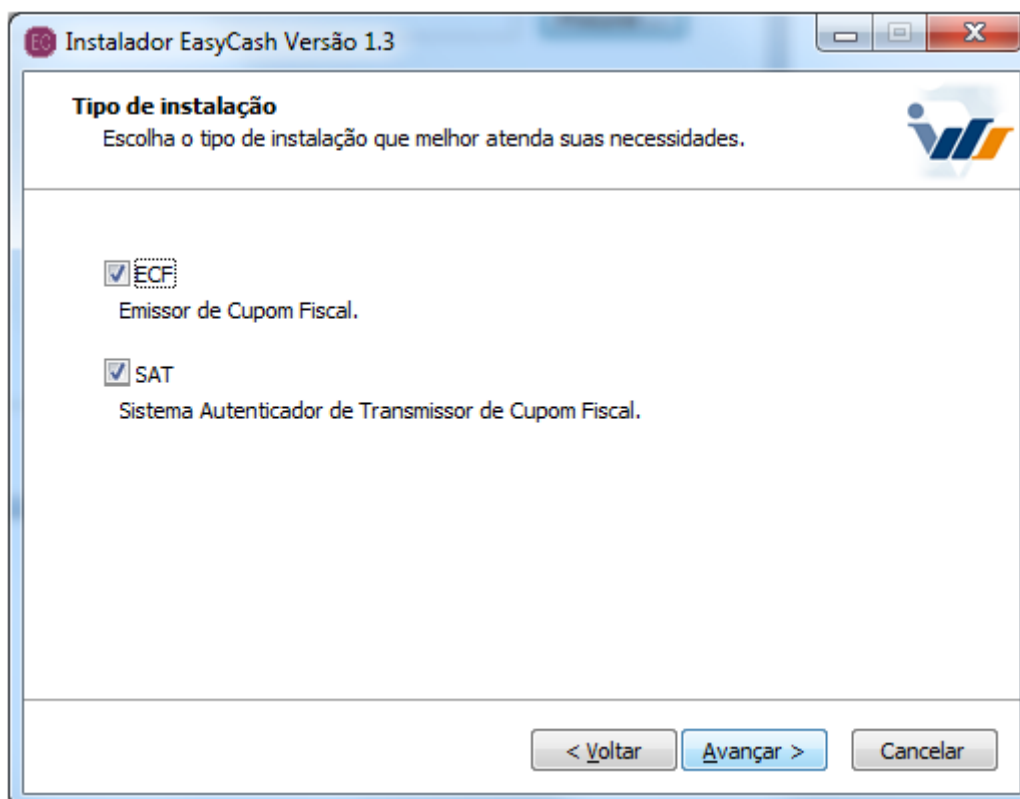 EC Instalador EasyCash Versão 1.3
Tipo de instalação
Escolha o tipo de instalação que melhor atenda suas necessidades.
ECF
Emissor de Cupom Fiscal.
SAT
Sistema Autenticador de Transmissor de Cupom Fiscal.
< Voltar Avançar > Cancelar